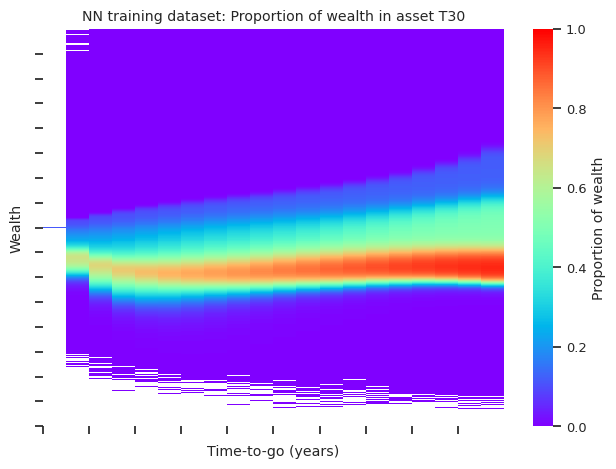 NN training dataset: Proportion of wealth in asset T30
Wealth
Time-to-go (years)
1.0
0.8
0.6
0.4
0.2
0.0
Proportion of wealth